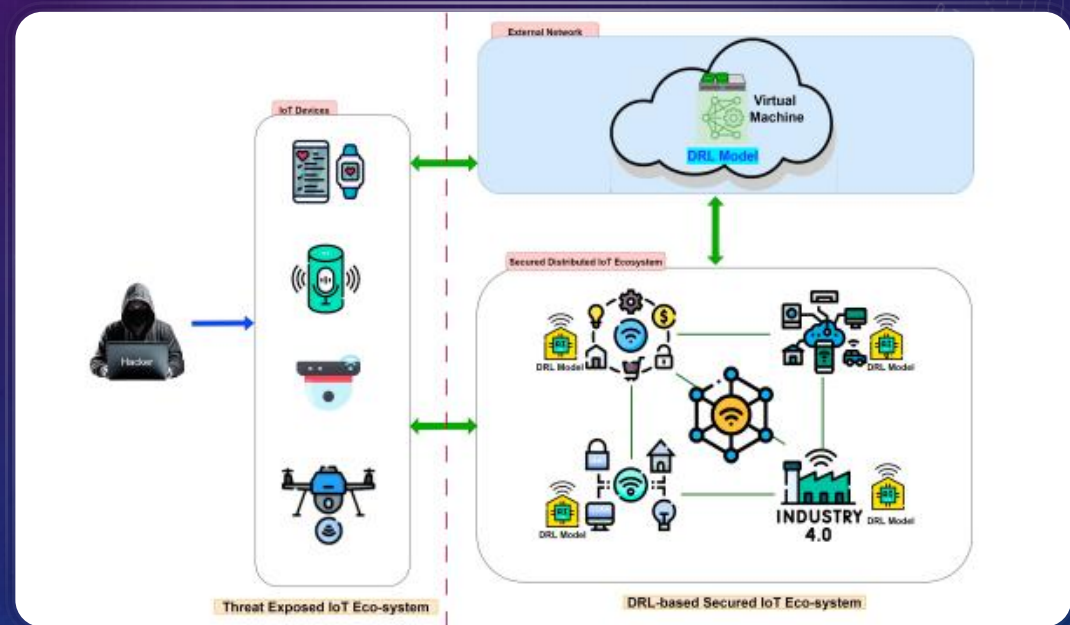 External Network
Virtual
Machine
DRL Model
IoT Devices
Secured Distributed IoT Ecosystem
Hacker
$
DRL Model
DRL Model
DRL Model
DRL Model
INDUSTRY
4.0
Threat Exposed IoT Eco-system
DRL-based Secured IoT Eco-system